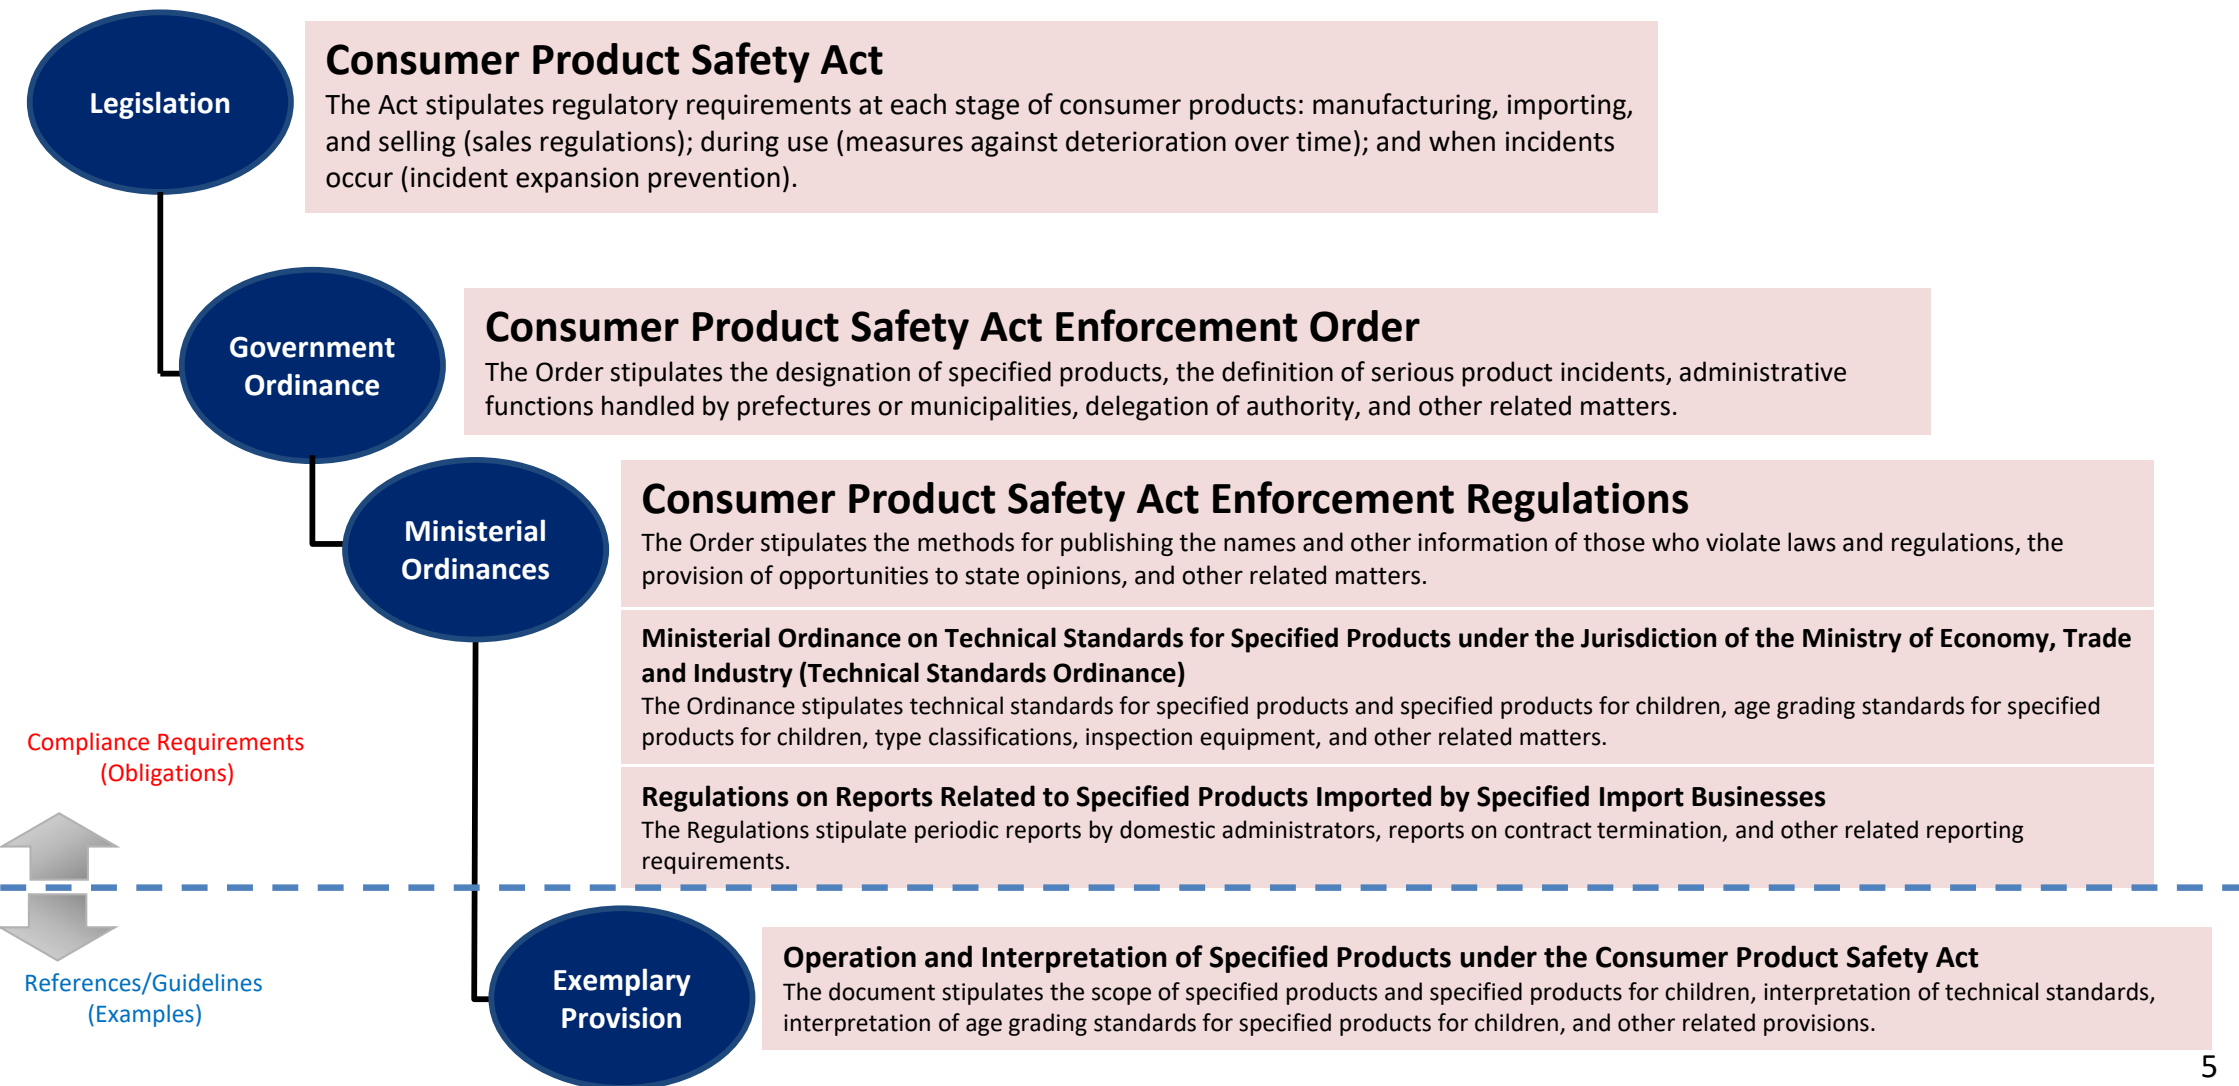 Legislation
Consumer Product Safety Act
The Act stipulates regulatory requirements at each stage of consumer products: manufacturing, importing,
and selling (sales regulations); during use (measures against deterioration over time); and when incidents
occur (incident expansion prevention).
Government
Ordinance
Consumer Product Safety Act Enforcement Order
The Order stipulates the designation of specified products, the definition of serious product incidents, administrative
functions handled by prefectures or municipalities, delegation of authority, and other related matters.
Ministerial
Ordinances
Consumer Product Safety Act Enforcement Regulations
The Order stipulates the methods for publishing the names and other information of those who violate laws and regulations, the
provision of opportunities to state opinions, and other related matters.
Ministerial Ordinance on Technical Standards for Specified Products under the Jurisdiction of the Ministry of Economy, Trade
and Industry (Technical Standards Ordinance)
The Ordinance stipulates technical standards for specified products and specified products for children, age grading standards for specified
products for children, type classifications, inspection equipment, and other related matters.
Regulations on Reports Related to Specified Products Imported by Specified Import Businesses
The Regulations stipulate periodic reports by domestic administrators, reports on contract termination, and other related reporting
requirements.
Compliance Requirements
(Obligations)
References/Guidelines
(Examples)
Exemplary
Provision
Operation and Interpretation of Specified Products under the Consumer Product Safety Act
The document stipulates the scope of specified products and specified products for children, interpretation of technical standards,
interpretation of age grading standards for specified products for children, and other related provisions.
5